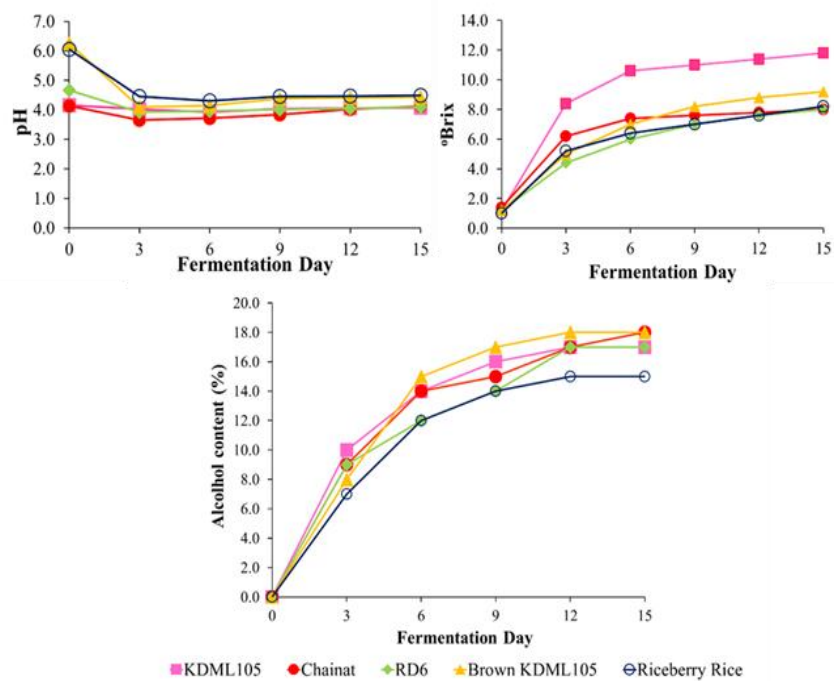 7.0
6.0
5.0
4.0
3.0
2.0
1.0
0.0
pH
0 3 6 9 12 15
Fermentation Day
14.0
12.0
10.0
8.0
6.0
4.0
2.0
0.0
ºBrix
0 3 6 9 12 15
Fermentation Day
20.0
18.0
16.0
14.0
12.0
10.0
8.0
6.0
4.0
2.0
0.0
Alcolhol content (%)
0 3 6 9 12 15
Fermentation Day
KDML105 Chainat RD6 Brown KDML105 Riceberry Rice